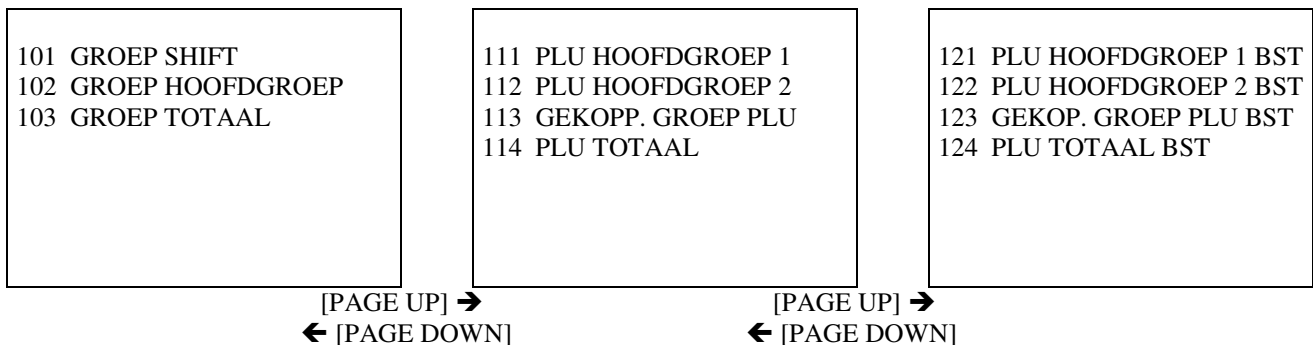 101 GROEP SHIFT
102 GROEP HOOFDGROEP
103 GROEP TOTAAL
111 PLU HOOFDGROEP 1
112 PLU HOOFDGROEP 2
113 GEKOPP. GROEP PLU
114 PLU TOTAAL
121 PLU HOOFDGROEP 1 BST
122 PLU HOOFDGROEP 2 BST
123 GEKOP. GROEP PLU BST
124 PLU TOTAAL BST
[PAGE UP] ➔
[PAGE UP] ➔
🡸 [PAGE DOWN]
🡸 [PAGE DOWN]